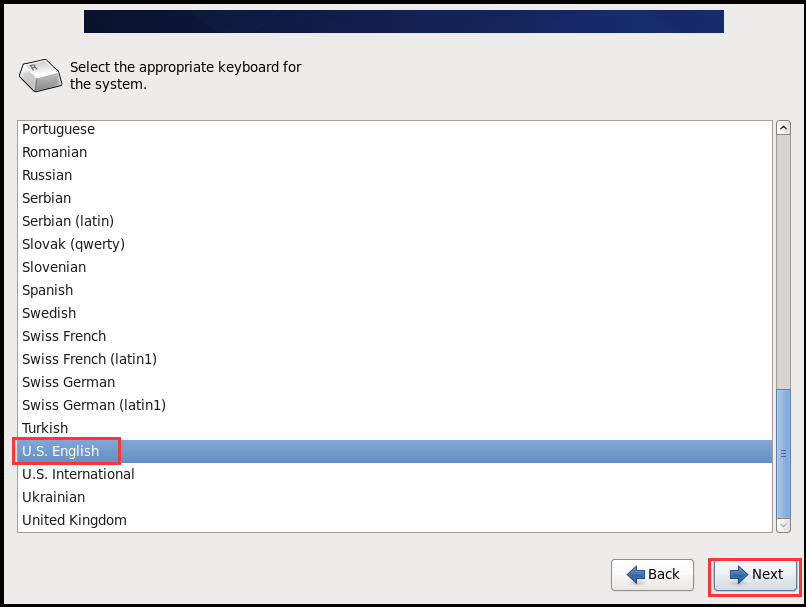 R
Select the appropriate keyboard for
the system.
Portuguese
Romanian
Russian
Serbian
Serbian (latin)
Slovak (qwerty)
Slovenian
Spanish
Swedish
Swiss French
Swiss French (latin1)
Swiss German
Swiss German (latin1)
Turkish
U.S. English
U.S. International
Ukrainian
United Kingdom
Back
Next